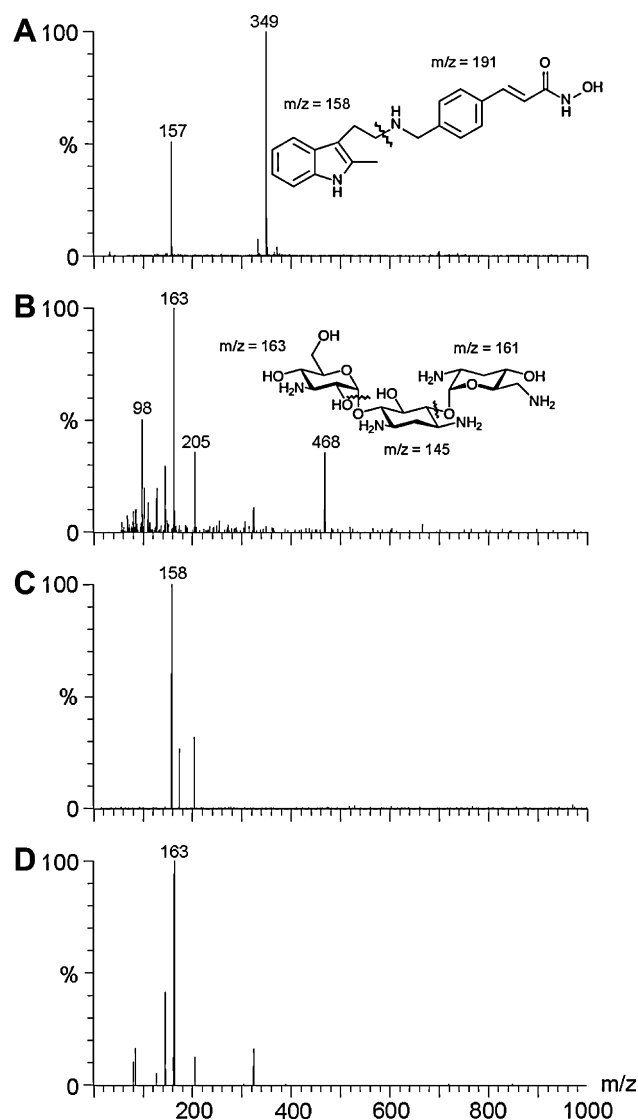 A 100
349
m/z = 191
O
OH
N
H
m/z = 158
H
N
157
%
N
H
0
B 100
163
m/z = 163
OH
m/z = 161
HO
O
H₂N
HO
O
H₂N
OH
O
NH₂
HO
O
H₂N
NH₂
m/z = 145
98
%
205
468
0
C 100
158
%
0
D 100
163
%
0
200 400 600 800 1000
m/z